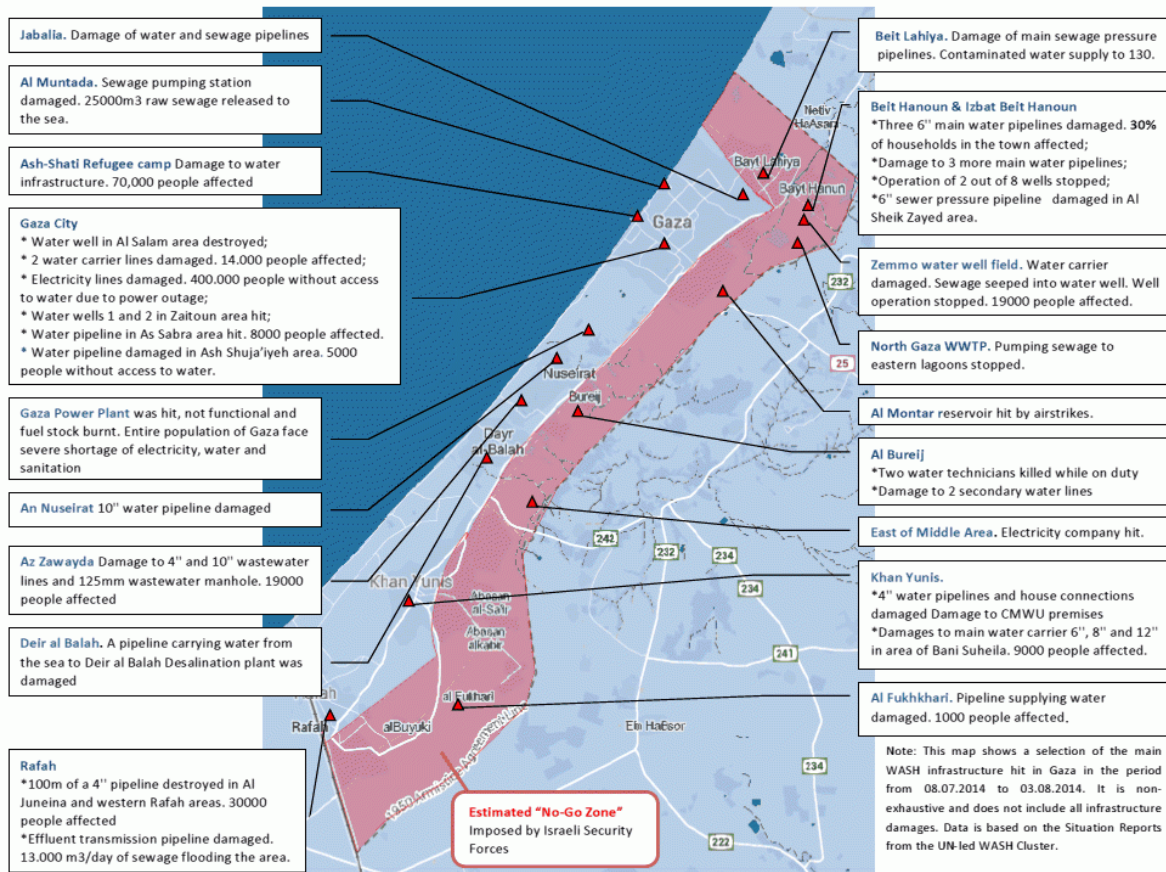 Jabalia. Damage of water and sewage pipelines
Al Muntada. Sewage pumping station
damaged. 25000m3 raw sewage released to
the sea.
Ash-Shati Refugee camp Damage to water
infrastructure. 70,000 people affected
Gaza City
* Water well in Al Salam area destroyed;
* 2 water carrier lines damaged. 14.000 people affected;
* Electricity lines damaged. 400.000 people without access
to water due to power outage;
* Water wells 1 and 2 in Zaitoun area hit;
* Water pipeline in As Sabra area hit. 8000 people affected.
* Water pipeline damaged in Ash Shuja'iyeh area. 5000
people without access to water.
Gaza Power Plant was hit, not functional and
fuel stock burnt. Entire population of Gaza face
severe shortage of electricity, water and
sanitation
An Nuseirat 10" water pipeline damaged
Az Zawayda Damage to 4'' and 10'' wastewater
lines and 125mm wastewater manhole. 19000
people affected
Deir al Balah. A pipeline carrying water from
the sea to Deir al Balah Desalination plant was
damaged
Rafah
*100m of a 4'' pipeline destroyed in Al
Juneina and western Rafah areas. 30000
people affected
*Effluent transmission pipeline damaged.
13.000 m3/day of sewage flooding the area.
Netiv
HaAsara
Bayt Lahiya
Bayt Hanun
Gaza
232
25
Nuseirat
Bureij
Dayr
al-Balah
242
232
234
234
Khan Yunis
Abasan
al-Sa'ir
Abasan
alkabir
241
al Fukhari
Rafah
alBuyuki
Ein HaBsor
234
1950 Armistice Agreement Line
222
Estimated "No-Go Zone"
Imposed by Israeli Security
Forces
Beit Lahiya. Damage of main sewage pressure
pipelines. Contaminated water supply to 130.
Beit Hanoun & Izbat Beit Hanoun
*Three 6'' main water pipelines damaged. 30%
of households in the town affected;
*Damage to 3 more main water pipelines;
*Operation of 2 out of 8 wells stopped;
*6'' sewer pressure pipeline damaged in Al
Sheik Zayed area.
Zemmo water well field. Water carrier
damaged. Sewage seeped into water well. Well
operation stopped. 19000 people affected.
North Gaza WWTP. Pumping sewage to
eastern lagoons stopped.
Al Montar reservoir hit by airstrikes.
Al Bureij
*Two water technicians killed while on duty
*Damage to 2 secondary water lines
East of Middle Area. Electricity company hit.
Khan Yunis.
*4'' water pipelines and house connections
damaged Damage to CMWU premises
*Damages to main water carrier 6'', 8'' and 12''
in area of Bani Suheila. 9000 people affected.
Al Fukhkhari. Pipeline supplying water
damaged. 1000 people affected.
Note: This map shows a selection of the main
WASH infrastructure hit in Gaza in the period
from 08.07.2014 to 03.08.2014. It is non-
exhaustive and does not include all infrastructure
damages. Data is based on the Situation Reports
from the UN-led WASH Cluster.